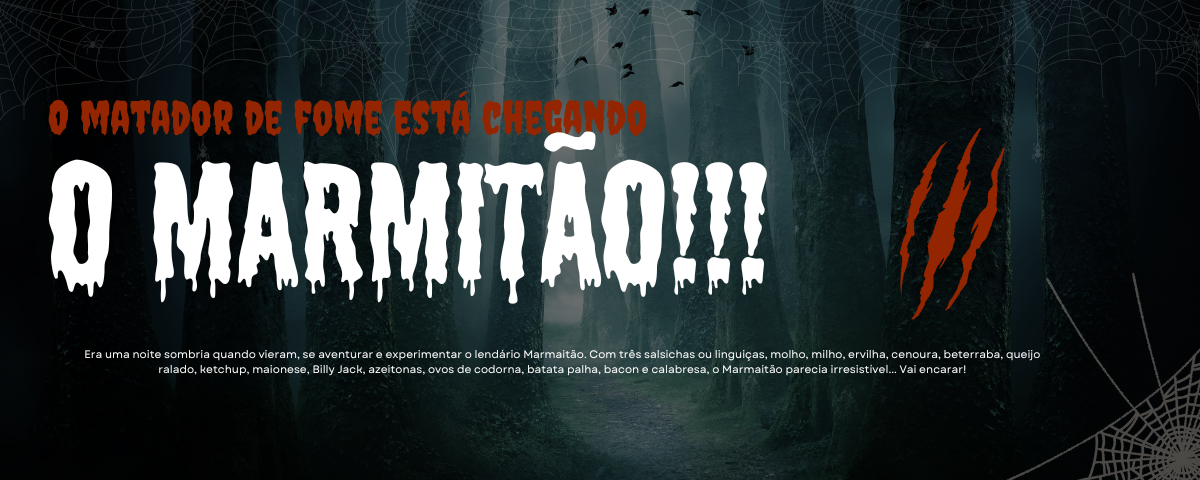 O MATADOR DE FOME ESTÁ CHEGANDO
O MARMITÃO!!!
Era uma noite sombria quando vieram, se aventurar e experimentar o lendário Marmaitão. Com três salsichas ou linguiças, molho, milho, ervilha, cenoura, beterraba, queijo
ralado, ketchup, maionese, Billy Jack, azeitonas, ovos de codorna, batata palha, bacon e calabresa, o Marmaitão parecia irresistível... Vai encarar!